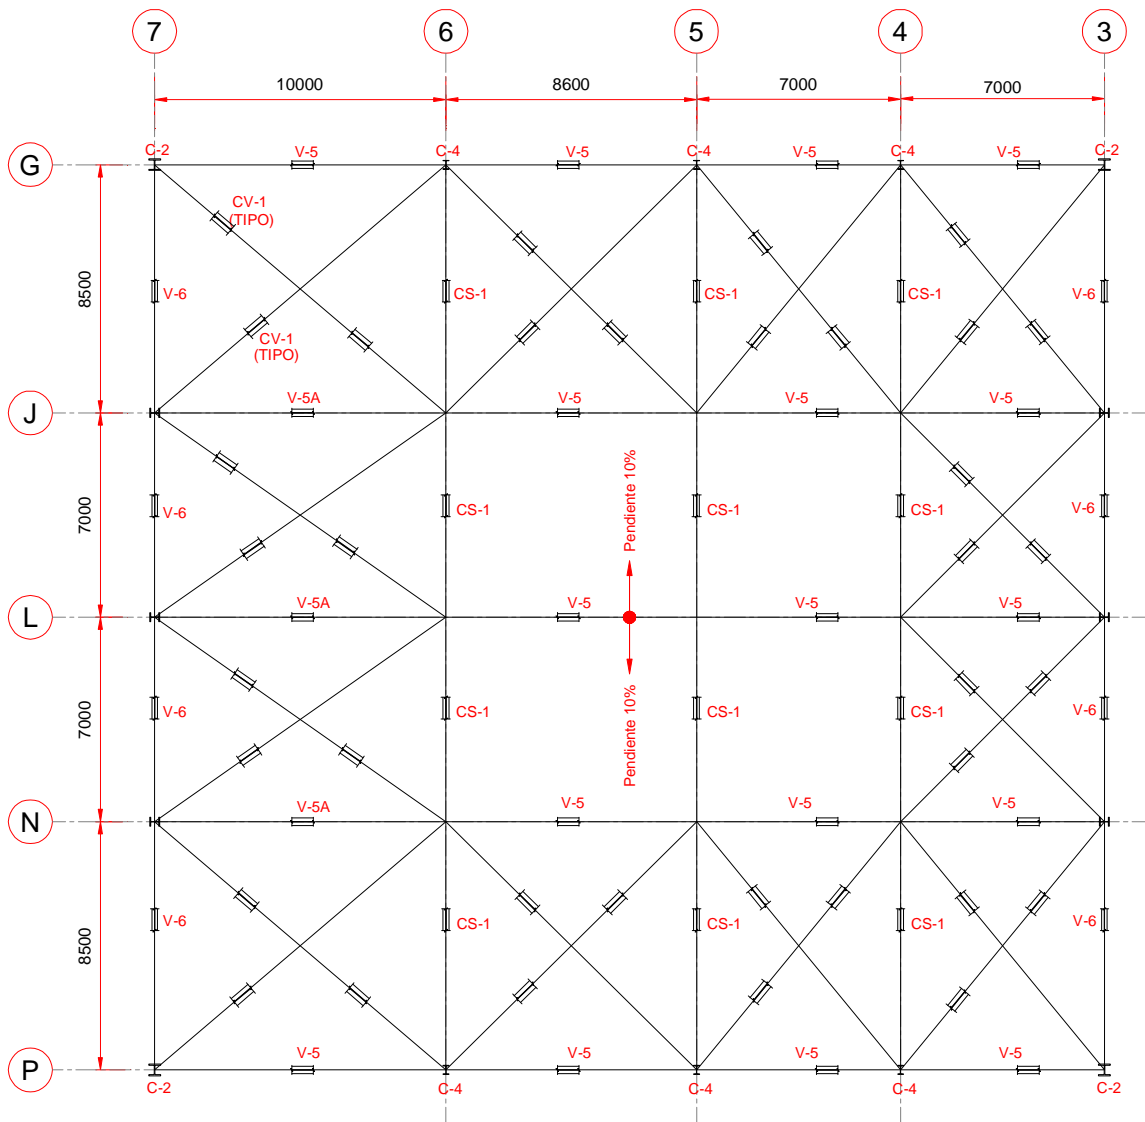 7 6 5 4 3
10000 8600 7000 7000
C-2 V-5 C-4 V-5 C-4 V-5 C-4 V-5 C-2
G
CV-1
(TIPO)
8500
V-6 CS-1 CS-1 CS-1 V-6
CV-1
(TIPO)
V-5A V-5 V-5 V-5
J
Pendiente 10%
7000
V-6 CS-1 CS-1 CS-1 V-6
V-5A V-5 V-5 V-5
L
Pendiente 10%
7000
V-6 CS-1 CS-1 CS-1 V-6
V-5A V-5 V-5 V-5
N
8500
V-6 CS-1 CS-1 CS-1 V-6
V-5 V-5 V-5 V-5
P
C-2 C-4 C-4 C-4 C-2